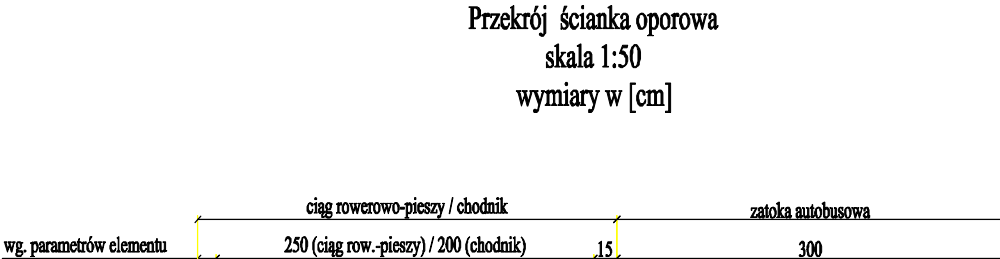 Przekrój ścianka oporowa
skala 1:50
wymiary w [cm]
ciąg rowerowo-pieszy / chodnik
zatoka autobusowa
wg. parametrów elementu
250 (ciąg row.-pieszy) / 200 (chodnik)
15
300